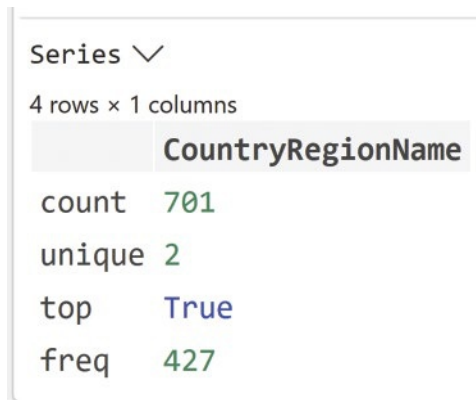 Series
4 rows × 1 columns
CountryRegionName
count 701
unique 2
top True
freq 427